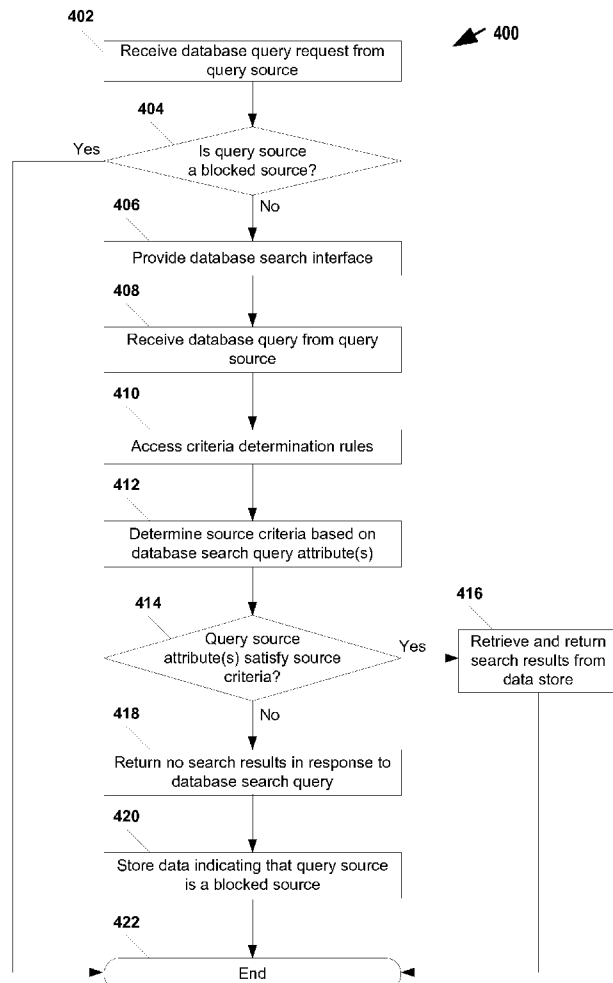 402
400
Receive database query request from
query source
404
Yes
Is query source
a blocked source?
No
406
Provide database search interface
408
Receive database query from query
source
410
Access criteria determination rules
412
Determine source criteria based on
database search query attribute(s)
414
416
Query source
attribute(s) satisfy source
criteria?
Yes
Retrieve and return
search results from
data store
No
418
Return no search results in response to
database search query
420
Store data indicating that query source
is a blocked source
422
End